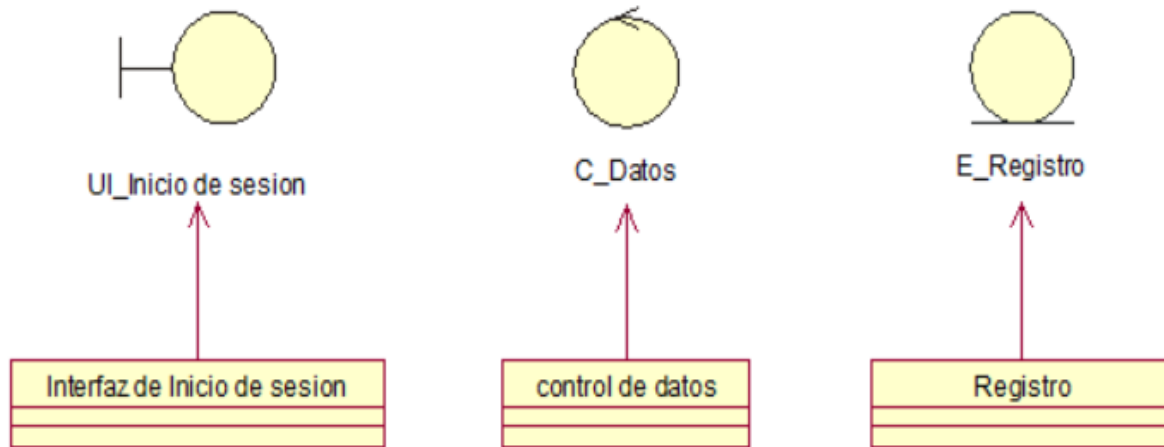 UI_Inicio de sesion
C_Datos
E_Registro
Interfaz de Inicio de sesion
control de datos
Registro